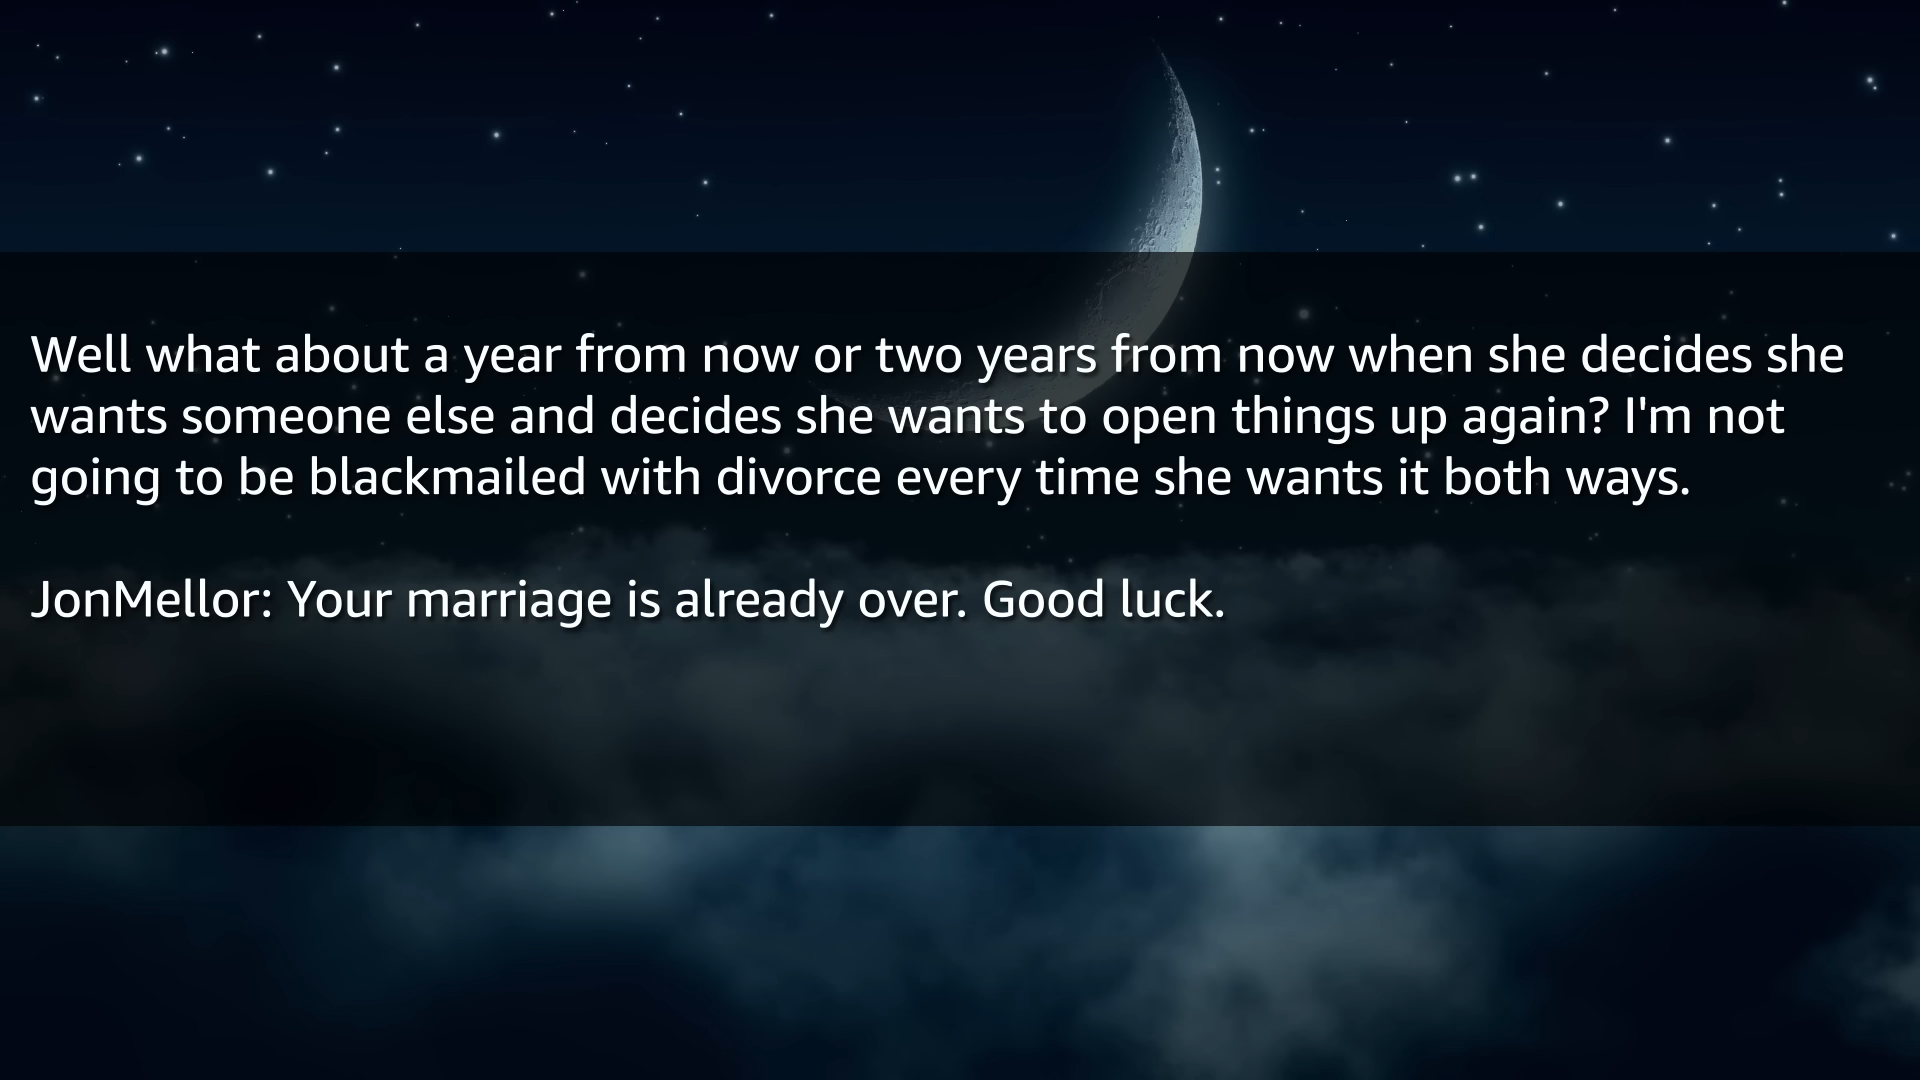 Well what about a year from now or two years from now when she decides she
wants someone else and decides she wants to open things up again? I'm not
going to be blackmailed with divorce every time she wants it both ways.
JonMellor: Your marriage is already over. Good luck.